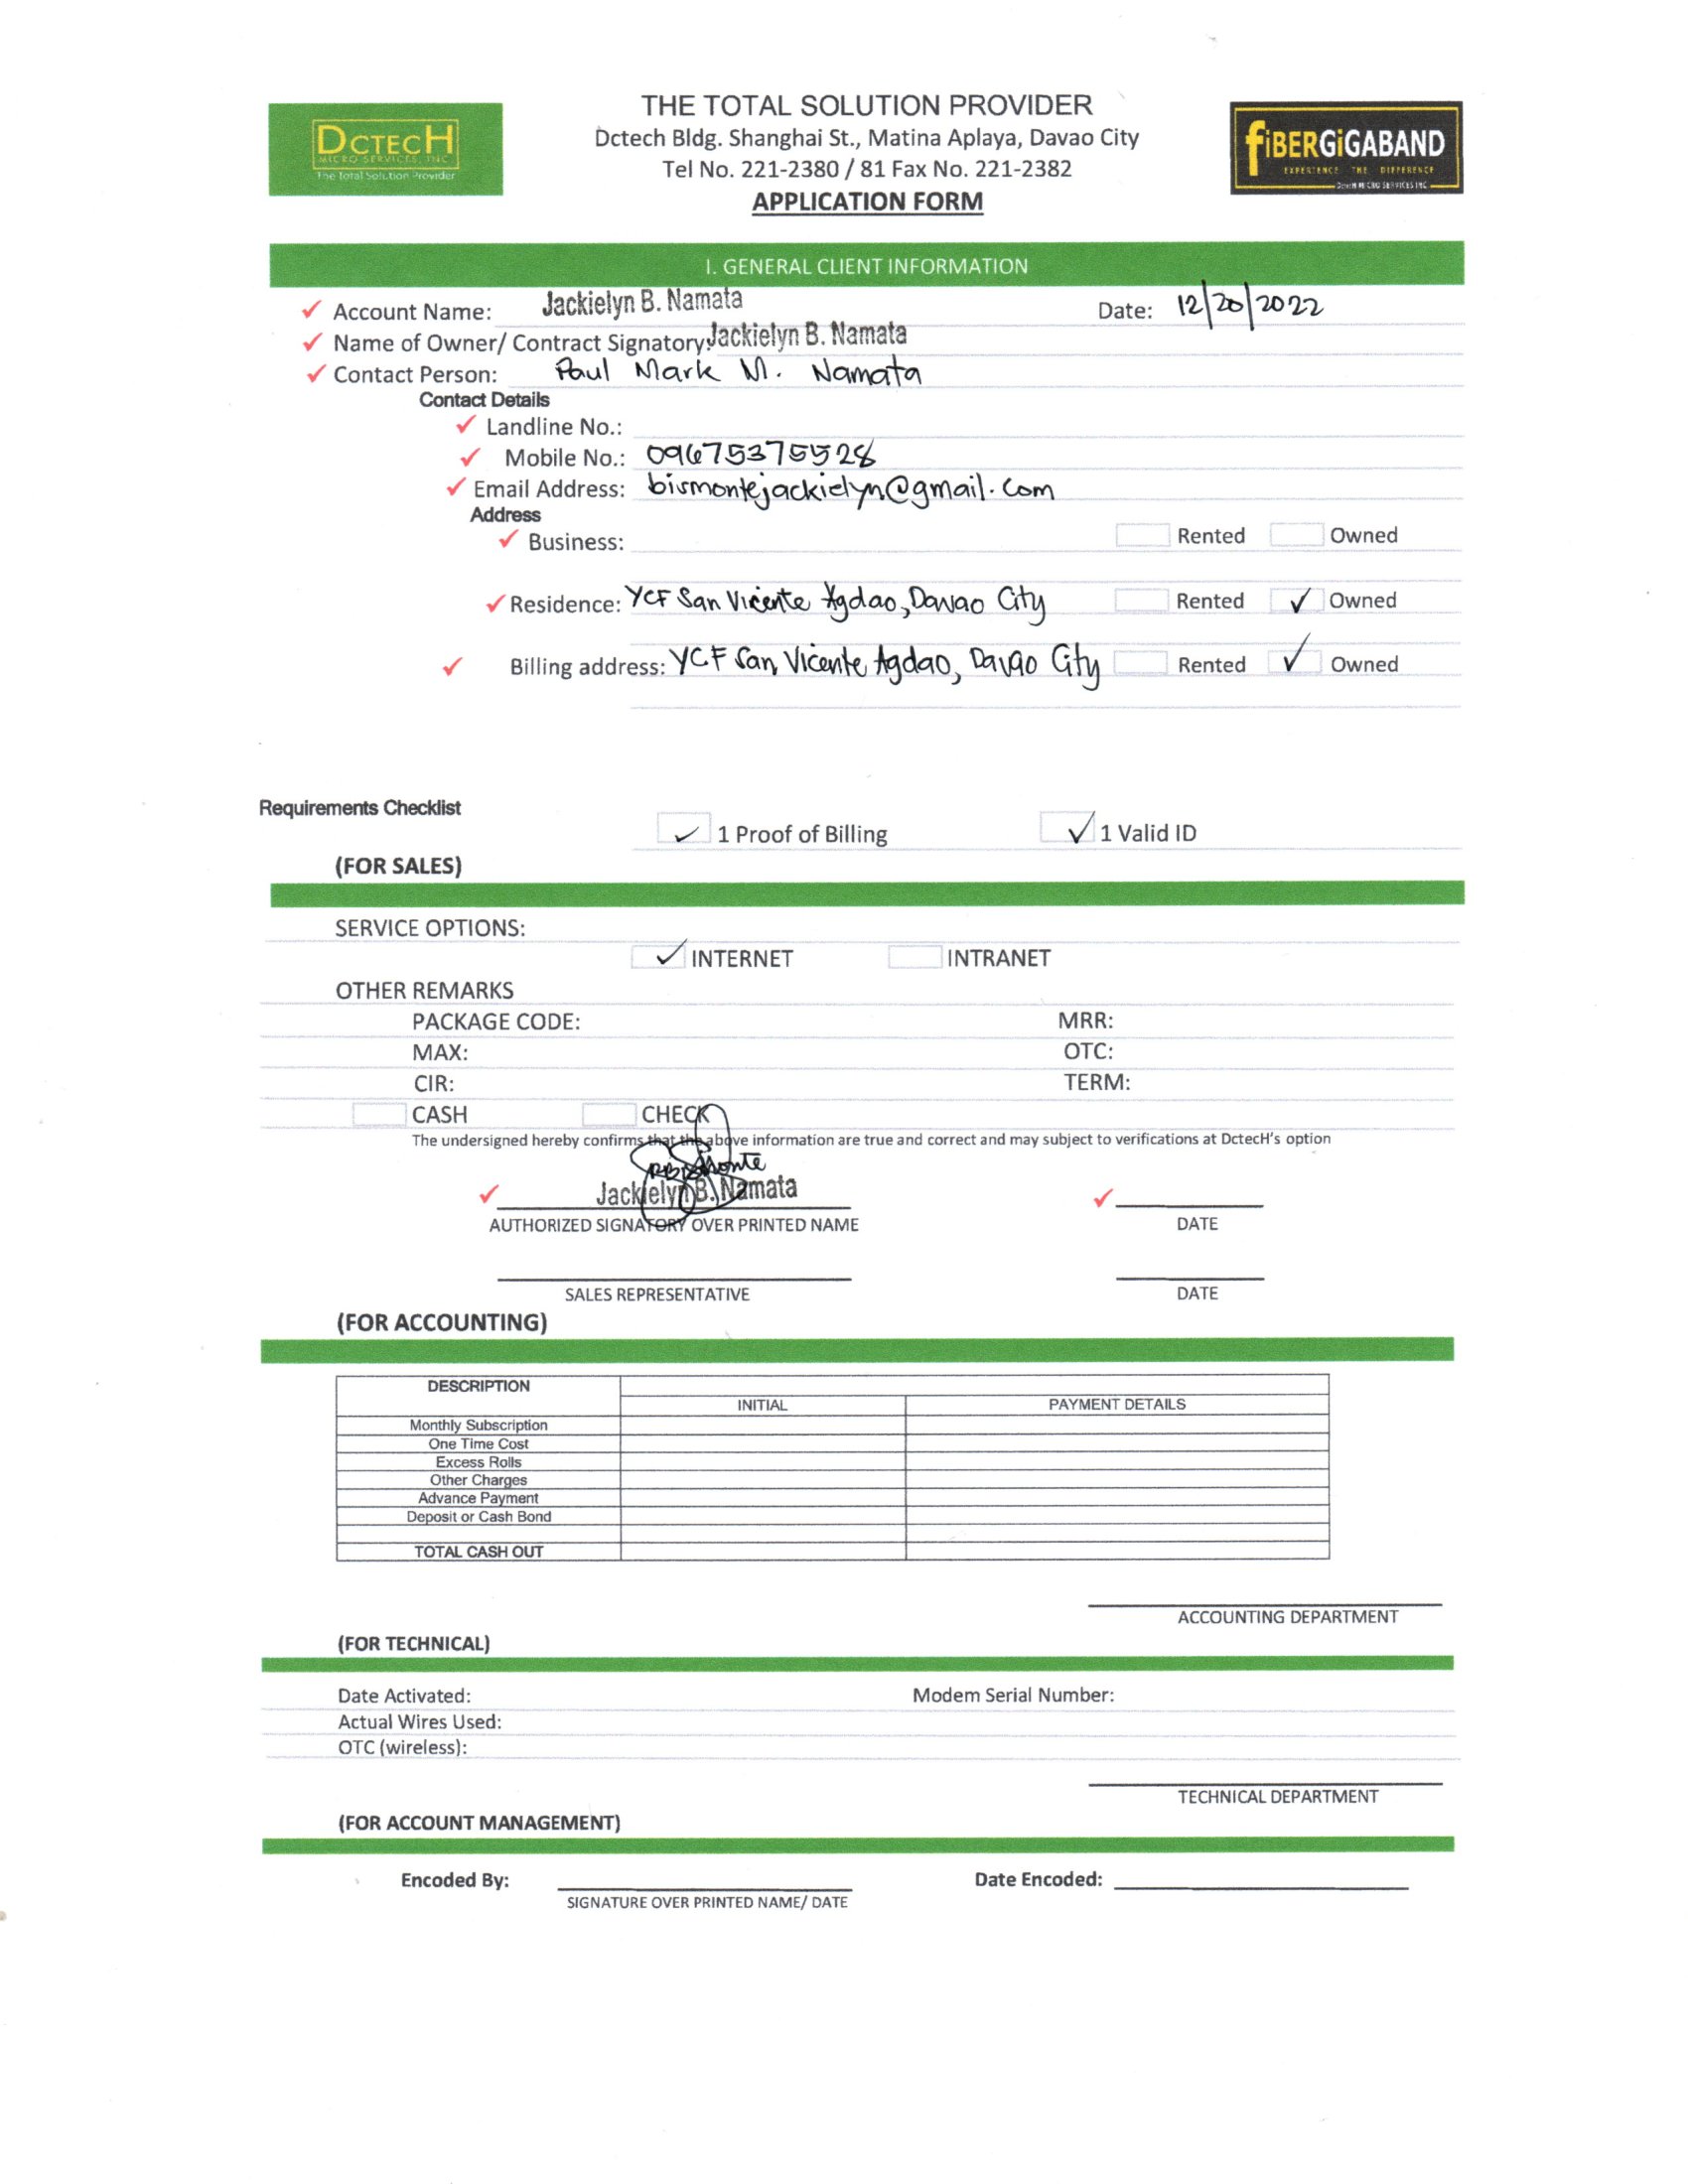 DCTECH
MICRO SERVICES, INC
The Total Solution Provider
THE TOTAL SOLUTION PROVIDER
Dctech Bldg. Shanghai St., Matina Aplaya, Davao City
Tel No. 221-2380 / 81 Fax No. 221-2382
APPLICATION FORM
fiBERGiGABAND
EXPERIENCE THE DIFFERENCE
DctecH MICRO SERVICES INC
I. GENERAL CLIENT INFORMATION
Account Name: Jackielyn B. Namata Date: 12/20/2022
Name of Owner/ Contract Signatory: Jackielyn B. Namata
Contact Person: Paul Mark M. Namata
Contact Details
Landline No.:
Mobile No.: 09675375528
Email Address: bismontejackielyn@gmail.com
Address
Business: Rented Owned
Residence: YCF San Vicente Agdao, Davao City Rented ✓ Owned
Billing address: YCF San Vicente Agdao, Davao City Rented ✓ Owned
Requirements Checklist
✓ 1 Proof of Billing ✓ 1 Valid ID
(FOR SALES)
SERVICE OPTIONS:
✓ INTERNET INTRANET
OTHER REMARKS
PACKAGE CODE: MRR:
MAX: OTC:
CIR: TERM:
CASH CHECK
The undersigned hereby confirms that the above information are true and correct and may subject to verifications at DctecH's option
Jackielyn B. Namata
AUTHORIZED SIGNATORY OVER PRINTED NAME DATE
SALES REPRESENTATIVE DATE
(FOR ACCOUNTING)
DESCRIPTION
INITIAL PAYMENT DETAILS
Monthly Subscription
One Time Cost
Excess Rolls
Other Charges
Advance Payment
Deposit or Cash Bond
TOTAL CASH OUT
ACCOUNTING DEPARTMENT
(FOR TECHNICAL)
Date Activated: Modem Serial Number:
Actual Wires Used:
OTC (wireless):
TECHNICAL DEPARTMENT
(FOR ACCOUNT MANAGEMENT)
Encoded By: Date Encoded:
SIGNATURE OVER PRINTED NAME/ DATE